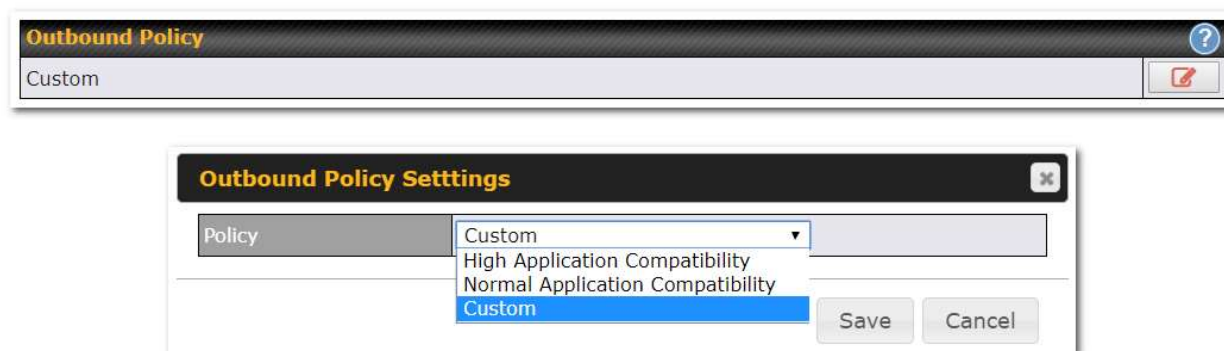 Outbound Policy ?
Custom
Outbound Policy Setttings
Policy Custom
High Application Compatibility
Normal Application Compatibility
Custom
Save Cancel